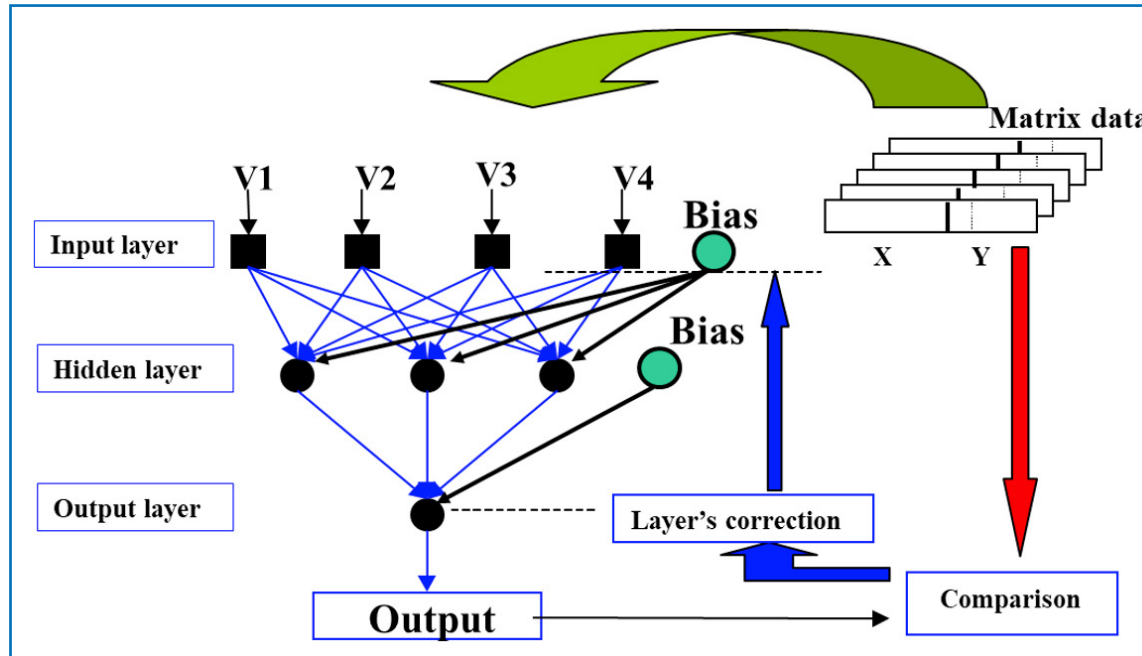 Matrix data
V1
V2
V3
V4
Bias
Input layer
X
Y
Bias
Hidden layer
Output layer
Layer's correction
Comparison
Output